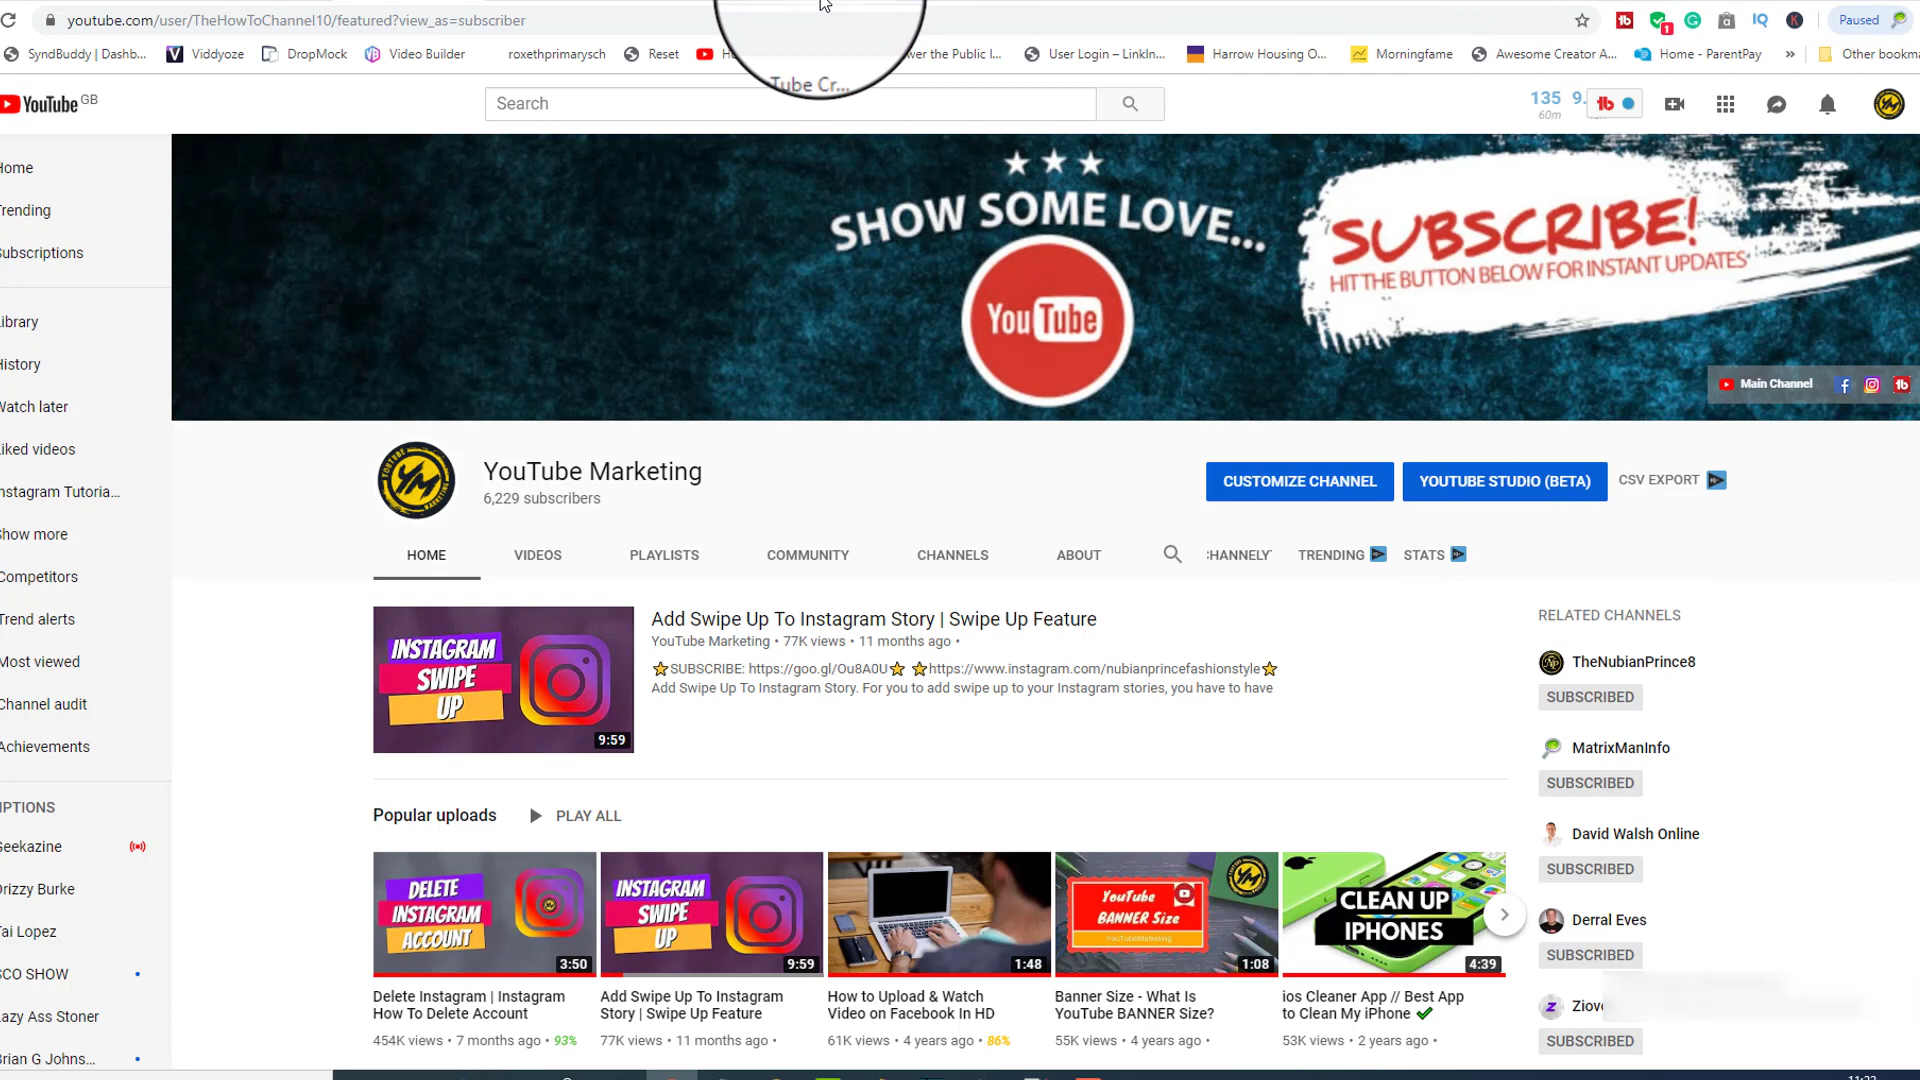 youtube.com/user/TheHowToChannel10/featured?view_as=subscriber
1
IQ
K
Paused
SyndBuddy | Dashb...
Viddyoze
DropMock
Video Builder
roxethprimarysch
Reset
wer the Public I...
User Login – LinkIn...
Harrow Housing O...
Morningfame
Awesome Creator A...
Home - ParentPay
»
Other bookma
Tube Cr...
YouTube GB
Search
135
60m
9.
tb
Home
Trending
Subscriptions
Library
History
Watch later
Liked videos
Instagram Tutoria...
Show more
Competitors
Trend alerts
Most viewed
Channel audit
Achievements
IPTIONS
Geekazine
Drizzy Burke
Tai Lopez
SCO SHOW
Lazy Ass Stoner
Brian G Johns...
SHOW SOME LOVE...
YouTube
SUBSCRIBE!
HIT THE BUTTON BELOW FOR INSTANT UPDATES
Main Channel
YOUTUBE
YM
MARKETING
YouTube Marketing
6,229 subscribers
CUSTOMIZE CHANNEL
YOUTUBE STUDIO (BETA)
CSV EXPORT
HOME
VIDEOS
PLAYLISTS
COMMUNITY
CHANNELS
ABOUT
CHANNELY
TRENDING
STATS
INSTAGRAM
SWIPE
UP
9:59
Add Swipe Up To Instagram Story | Swipe Up Feature
YouTube Marketing • 77K views • 11 months ago •
SUBSCRIBE: https://goo.gl/Ou8A0U https://www.instagram.com/nubianprincefashionstyle
Add Swipe Up To Instagram Story. For you to add swipe up to your Instagram stories, you have to have
RELATED CHANNELS
TheNubianPrince8
SUBSCRIBED
MatrixManInfo
SUBSCRIBED
David Walsh Online
SUBSCRIBED
Derral Eves
SUBSCRIBED
Ziove
SUBSCRIBED
Popular uploads
PLAY ALL
DELETE
INSTAGRAM
ACCOUNT
3:50
Delete Instagram | Instagram
How To Delete Account
454K views • 7 months ago • 93%
INSTAGRAM
SWIPE
UP
9:59
Add Swipe Up To Instagram
Story | Swipe Up Feature
77K views • 11 months ago •
1:48
How to Upload & Watch
Video on Facebook In HD
61K views • 4 years ago • 86%
YouTube
BANNER Size
YouTubeMarketing
YM
1:08
Banner Size - What Is
YouTube BANNER Size?
55K views • 4 years ago •
CLEAN UP
IPHONES
4:39
ios Cleaner App // Best App
to Clean My iPhone
53K views • 2 years ago •